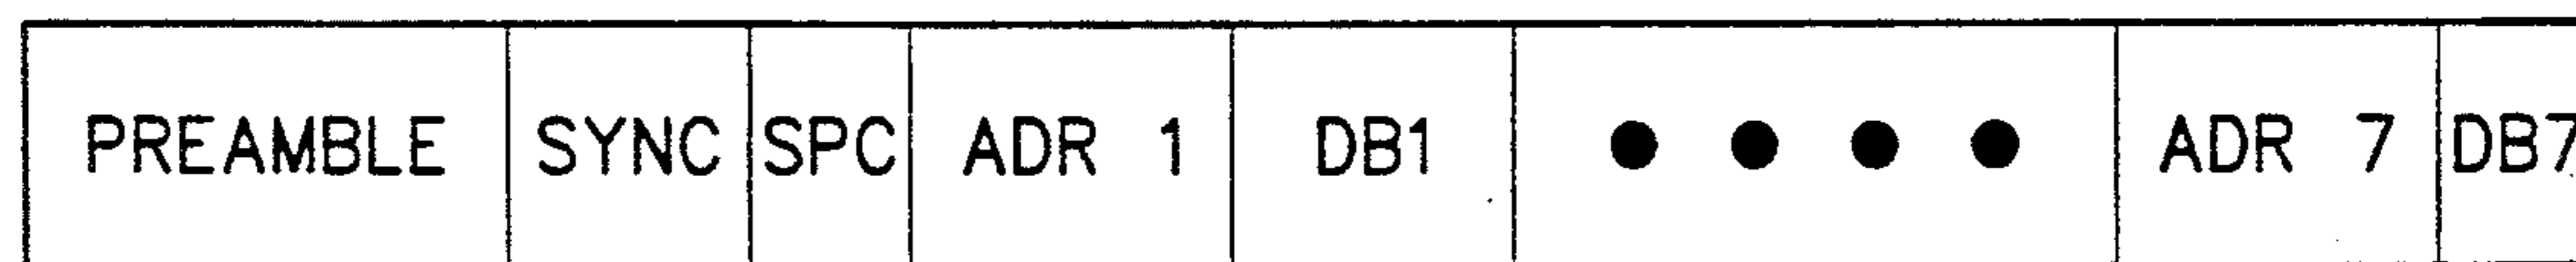 PREAMBLE SYNC SPC ADR 1 DB1 ● ● ● ● ADR 7 DB7